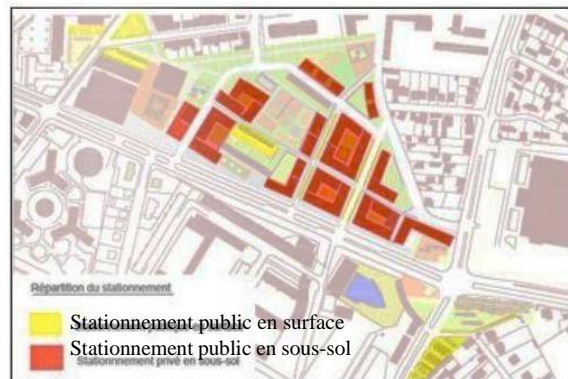 Répartition du stationnement
Stationnement public en surface
Stationnement public en sous-sol
Stationnement privé en sous-sol